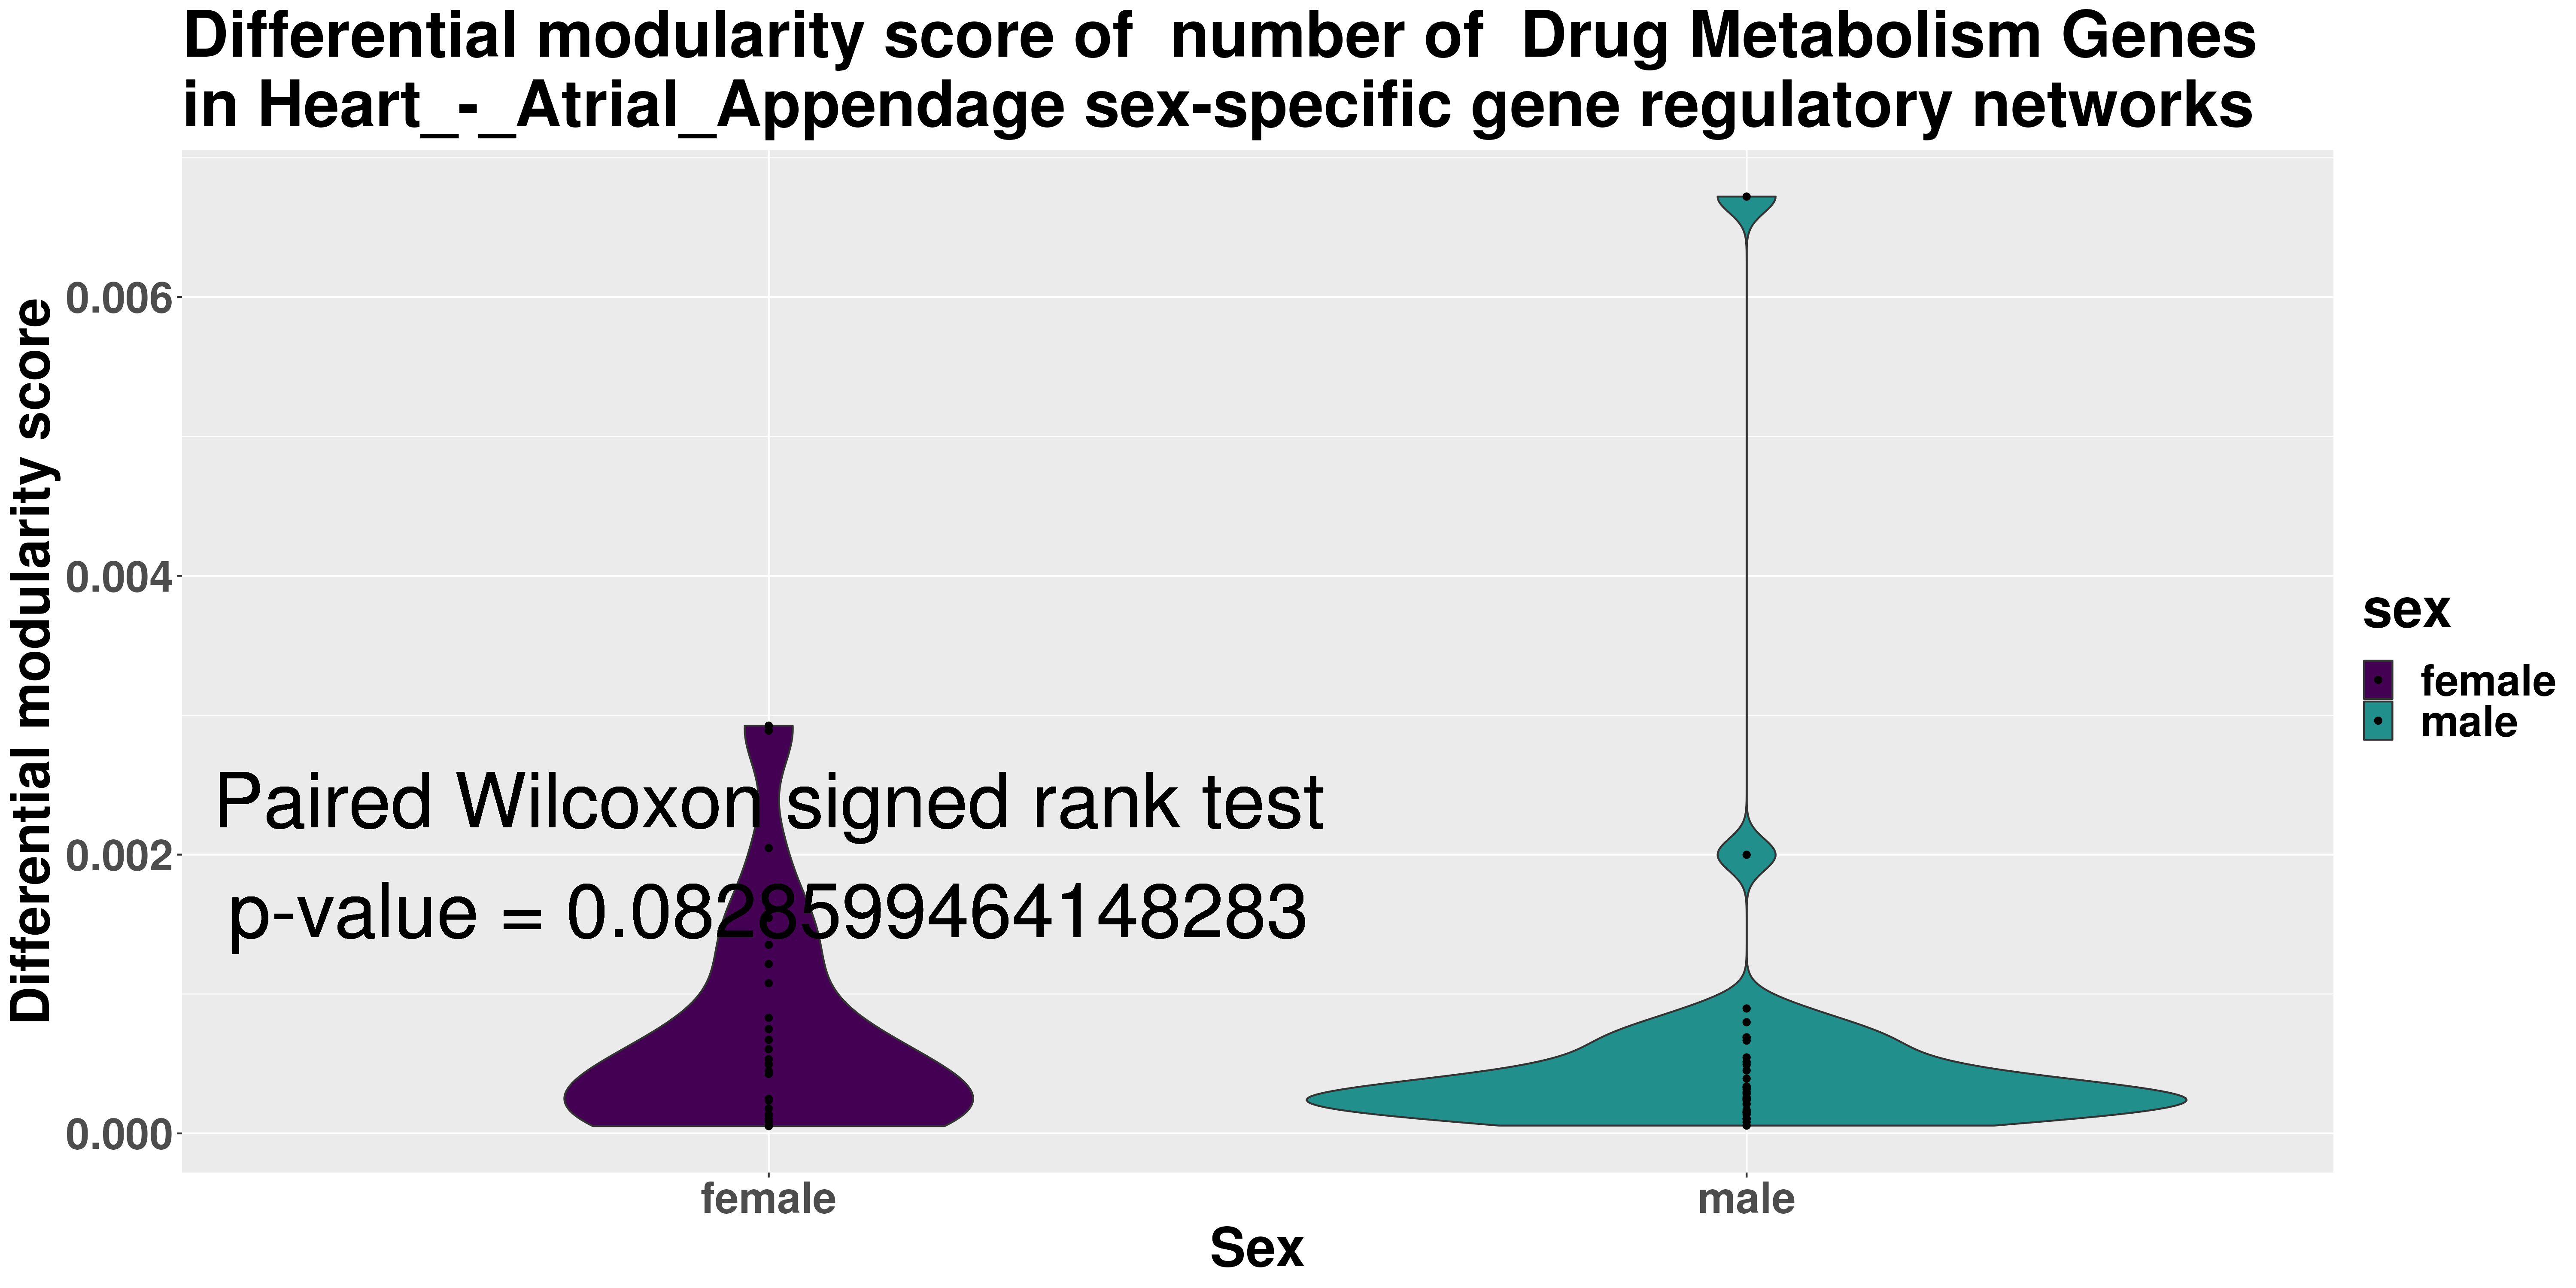 Differential modularity score of  number of  Drug Metabolism Genes
in Heart_-_Atrial_Appendage sex-specific gene regulatory networks
Differential modularity score
0.006
0.004
0.002
0.000
Paired Wilcoxon signed rank test
p-value = 0.0828599464148283
female
male
Sex
sex
female
male